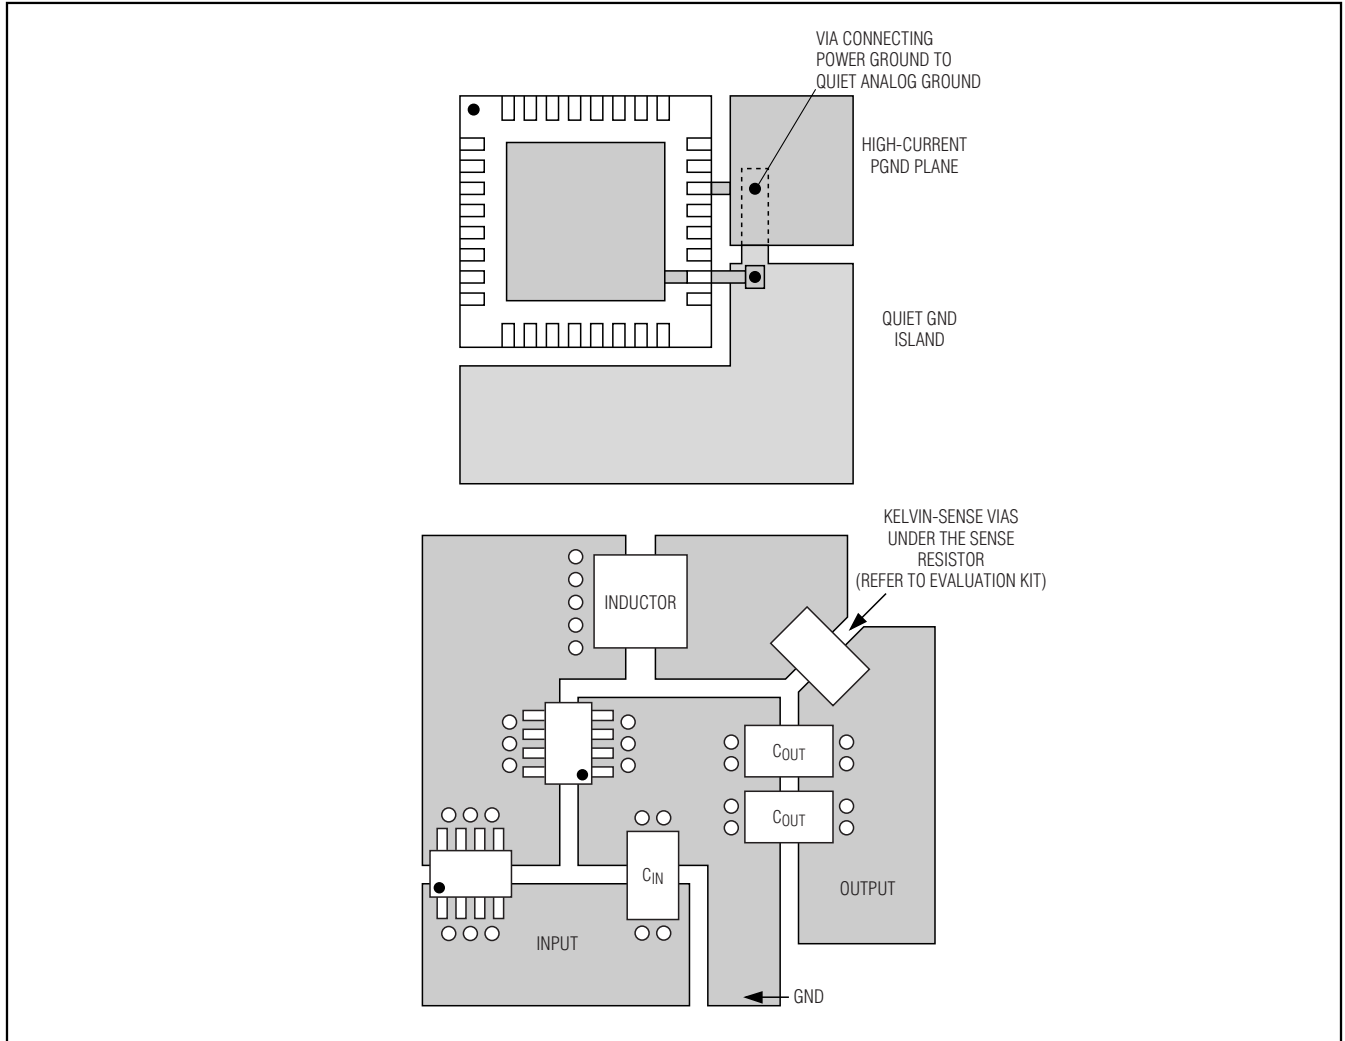 VIA CONNECTING
POWER GROUND TO
QUIET ANALOG GROUND
HIGH-CURRENT
PGND PLANE
QUIET GND
ISLAND
KELVIN-SENSE VIAS
UNDER THE SENSE
RESISTOR
(REFER TO EVALUATION KIT)
INDUCTOR
COUT
COUT
CIN
OUTPUT
INPUT
GND